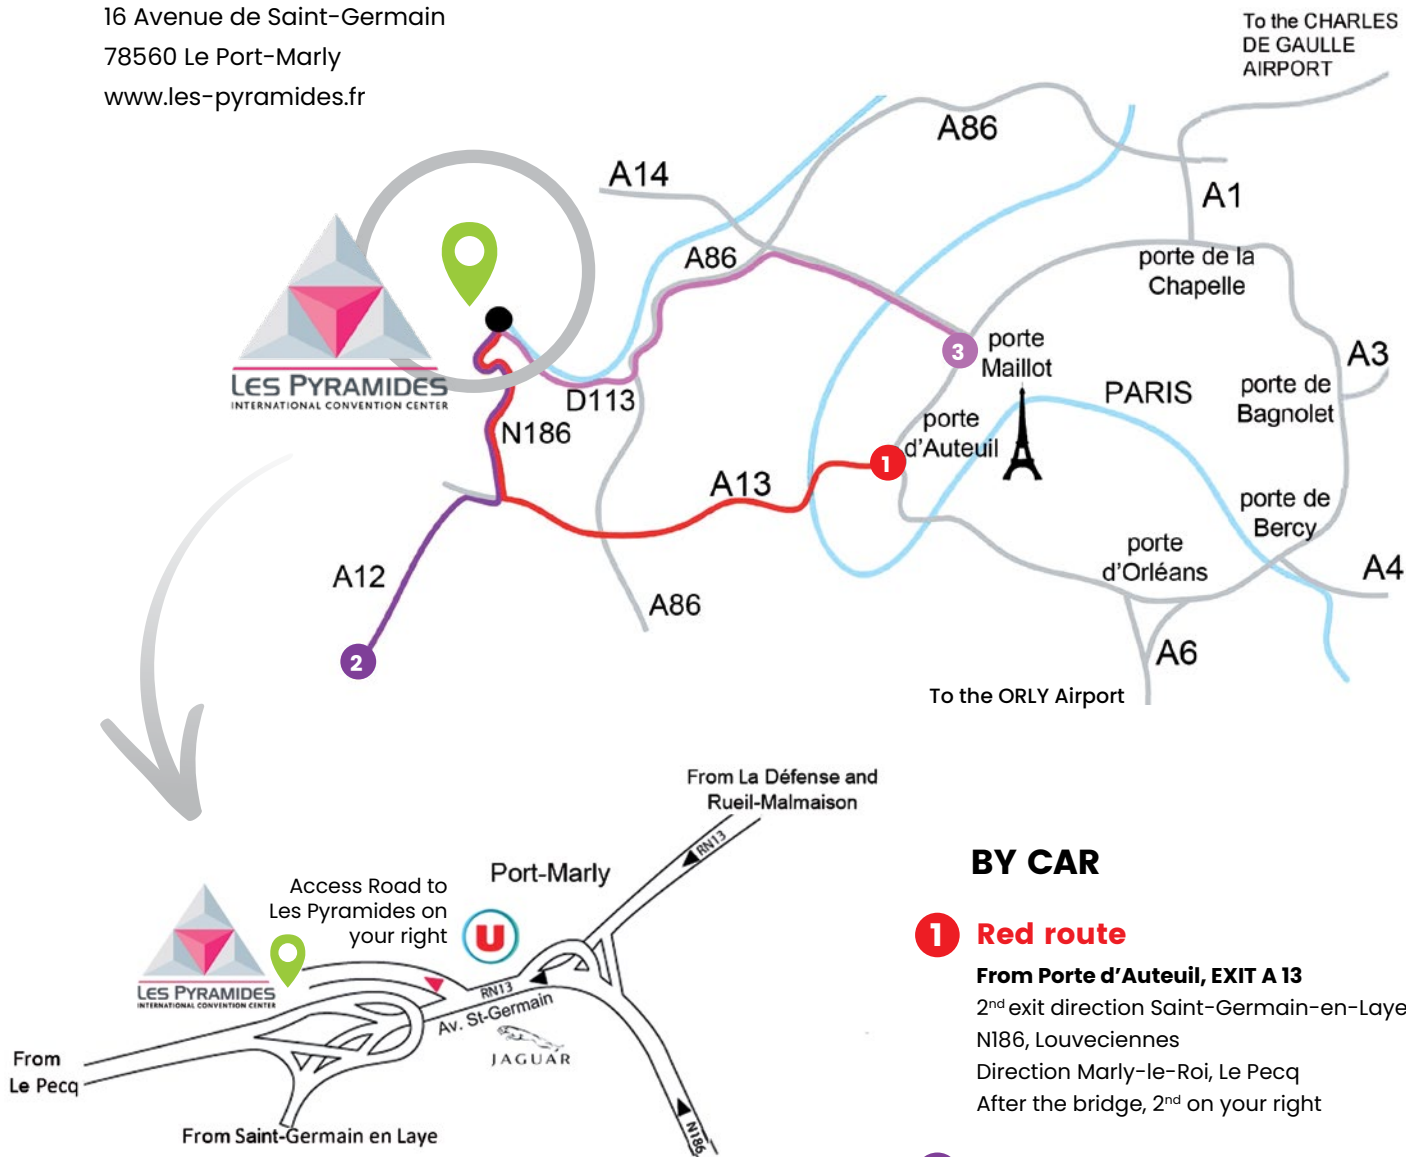 16 Avenue de Saint-Germain
78560 Le Port-Marly
www.les-pyramides.fr
To the CHARLES
DE GAULLE
AIRPORT
A86
A14
A1
A86
porte de la
Chapelle
LES PYRAMIDES
INTERNATIONAL CONVENTION CENTER
3
porte
Maillot
A3
D113
PARIS
porte de
Bagnolet
N186
porte
d'Auteuil
1
A13
porte de
Bercy
A12
porte
d'Orléans
A4
A86
2
A6
To the ORLY Airport
From La Défense and
Rueil-Malmaison
RN13
Port-Marly
Access Road to
Les Pyramides on
your right
U
LES PYRAMIDES
INTERNATIONAL CONVENTION CENTER
RN13
Av. St-Germain
JAGUAR
From
Le Pecq
From Saint-Germain en Laye
N186
BY CAR
1 Red route
From Porte d'Auteuil, EXIT A 13
2nd exit direction Saint-Germain-en-Laye
N186, Louveciennes
Direction Marly-le-Roi, Le Pecq
After the bridge, 2nd on your right